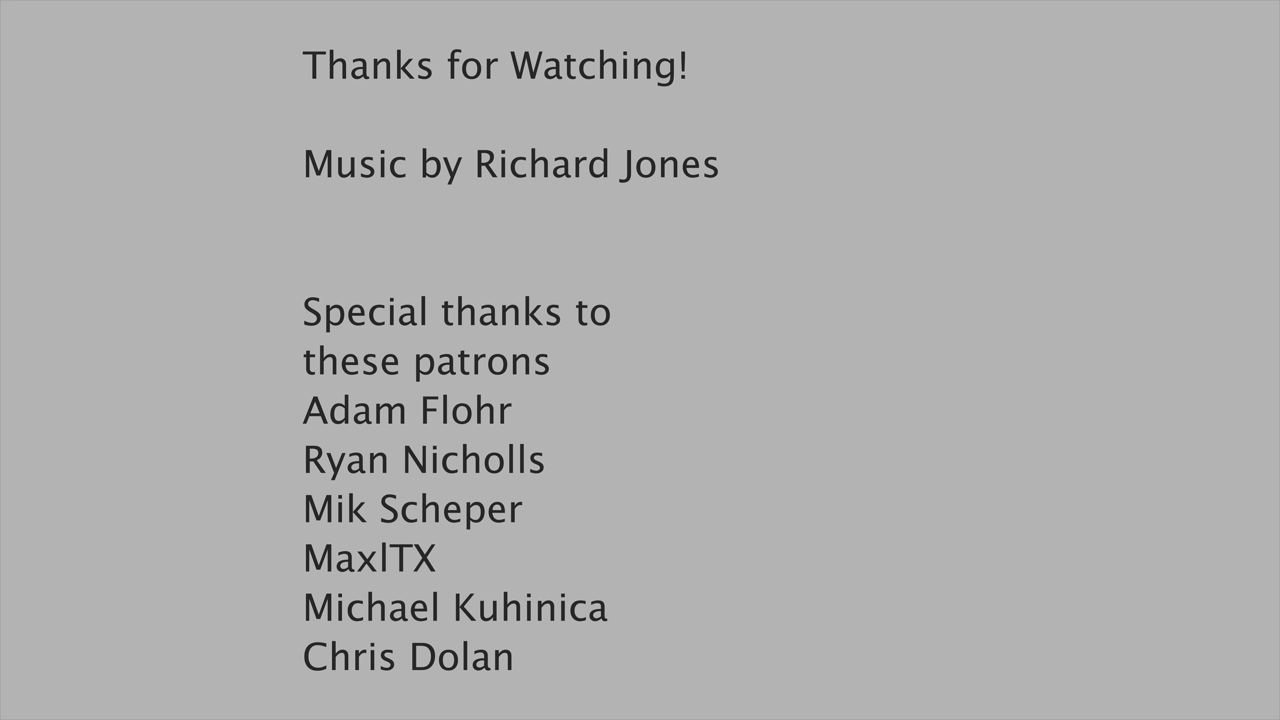 Thanks for Watching!
Music by Richard Jones
Special thanks to
these patrons
Adam Flohr
Ryan Nicholls
Mik Scheper
MaxlTX
Michael Kuhinica
Chris Dolan